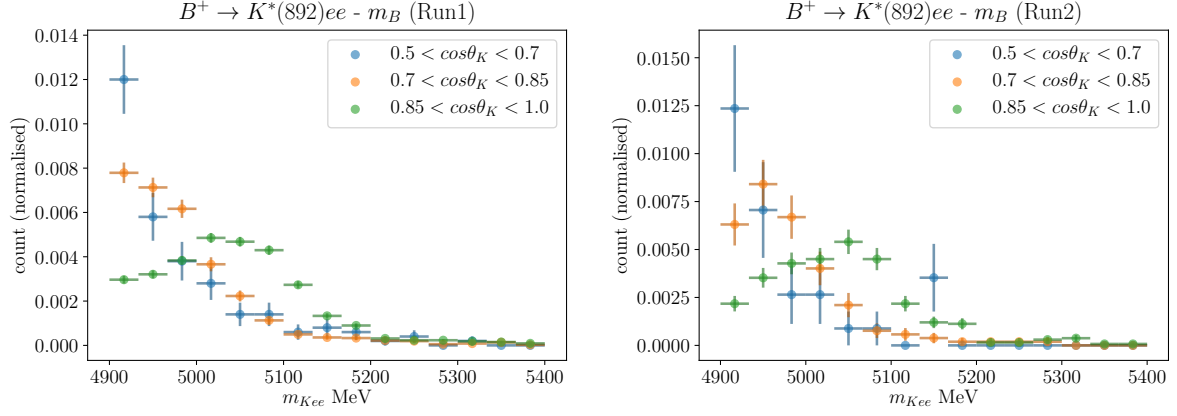 B⁺ → K*(892)ee - m_B (Run1)
0.014
0.012
0.010
0.008
0.006
0.004
0.002
0.000
count (normalised)
0.5 < cosθ_K < 0.7
0.7 < cosθ_K < 0.85
0.85 < cosθ_K < 1.0
4900 5000 5100 5200 5300 5400
m_{Kee} MeV
B⁺ → K*(892)ee - m_B (Run2)
0.0150
0.0125
0.0100
0.0075
0.0050
0.0025
0.0000
count (normalised)
0.5 < cosθ_K < 0.7
0.7 < cosθ_K < 0.85
0.85 < cosθ_K < 1.0
4900 5000 5100 5200 5300 5400
m_{Kee} MeV